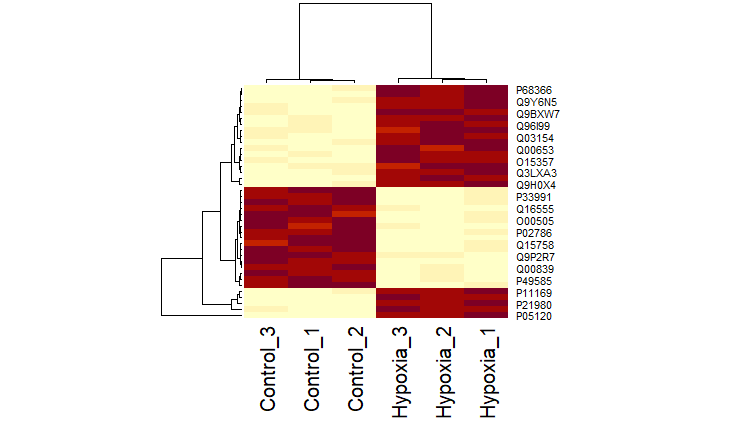 P68366
Q9Y6N5
Q9BXW7
Q96I99
Q03154
Q00653
O15357
Q3LXA3
Q9H0X4
P33991
Q16555
O00505
P02786
Q15758
Q9P2R7
Q00839
P49585
P11169
P21980
P05120
Control_3
Control_1
Control_2
Hypoxia_3
Hypoxia_2
Hypoxia_1